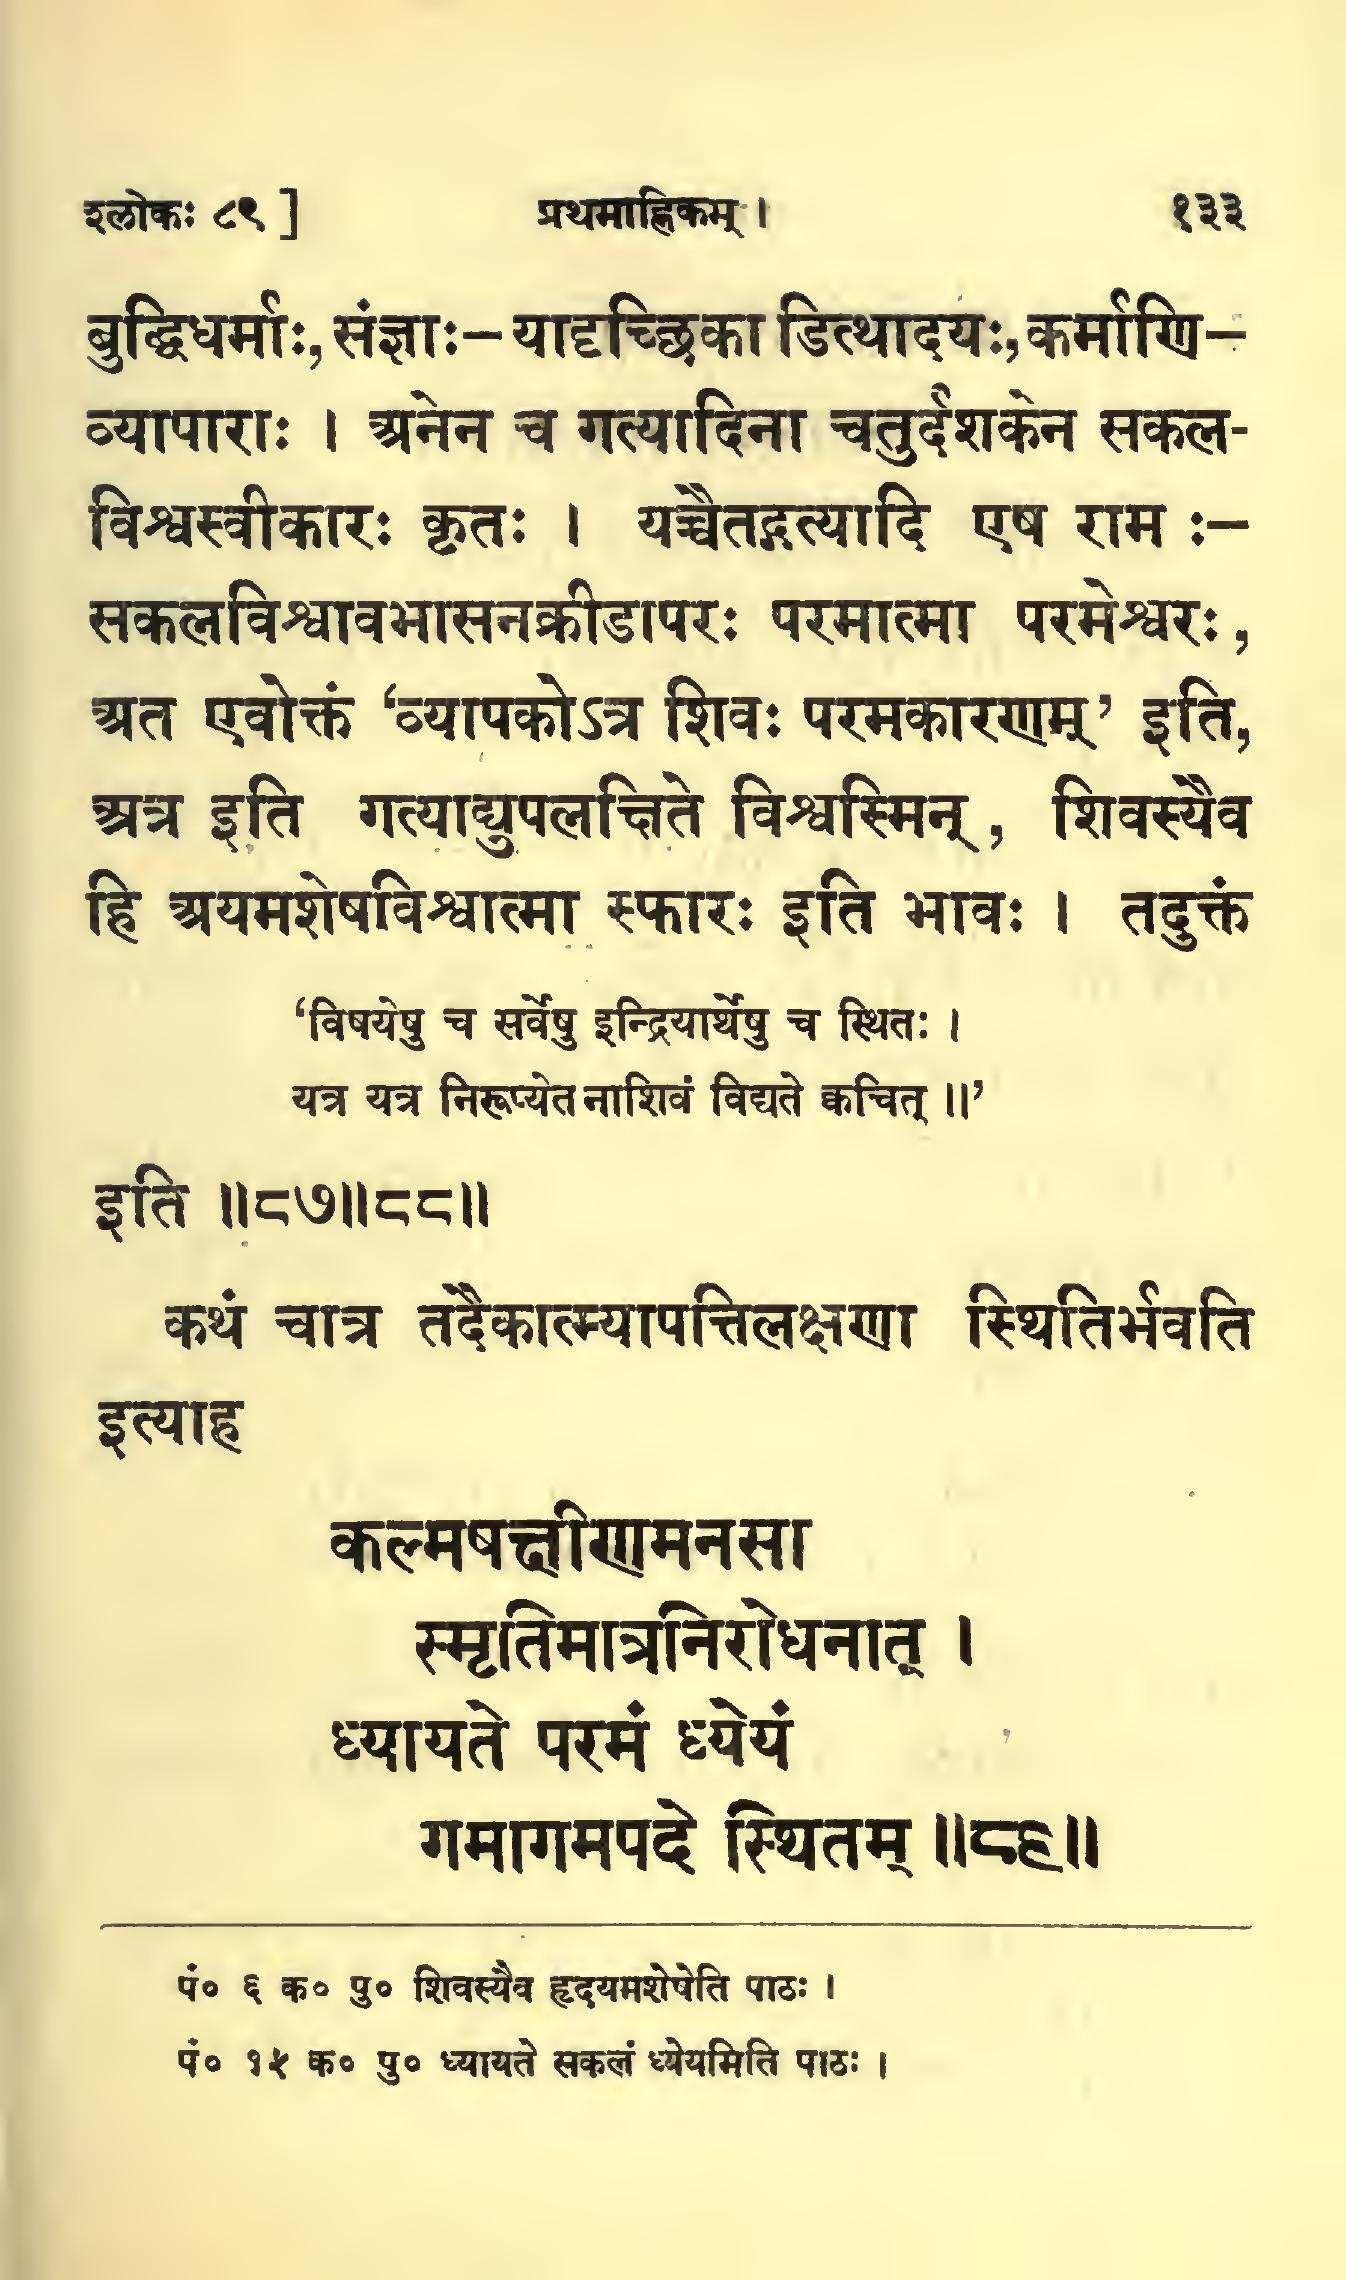 श्लोकः ८९ ] प्रथमाह्निकम् । १३३
बुद्धिधर्माः, संज्ञाः–यादृच्छिका डित्थादयः, कर्माणि–
व्यापाराः । अनेन च गत्यादिना चतुर्दशकेन सकल-
विश्वस्वीकारः कृतः । यच्चैतद्गत्यादि एष राम :–
सकलविश्वावभासनक्रीडापरः परमात्मा परमेश्वरः,
अत एवोक्तं ‘व्यापकोऽत्र शिवः परमकारणम्’ इति,
अत्र इति गत्याद्युपलक्षिते विश्वस्मिन्, शिवस्यैव
हि अयमशेषविश्वात्मा स्फारः इति भावः । तदुक्तं
‘विषयेषु च सर्वेषु इन्द्रियार्थेषु च स्थितः ।
यत्र यत्र निरूप्येत नाशिवं विद्यते क्वचित् ॥’
इति ॥८७॥८८॥
कथं चात्र तदैकात्म्यापत्तिलक्षणा स्थितिर्भवति
इत्याह
कल्मषक्षीणमनसा
स्मृतिमात्रनिरोधनात् ।
ध्यायते परमं ध्येयं
गमागमपदे स्थितम् ॥८९॥
पं० ६ क० पु० शिवस्यैव हृदयमशेषेति पाठः ।
पं० १५ क० पु० ध्यायते सकलं ध्येयमिति पाठः ।